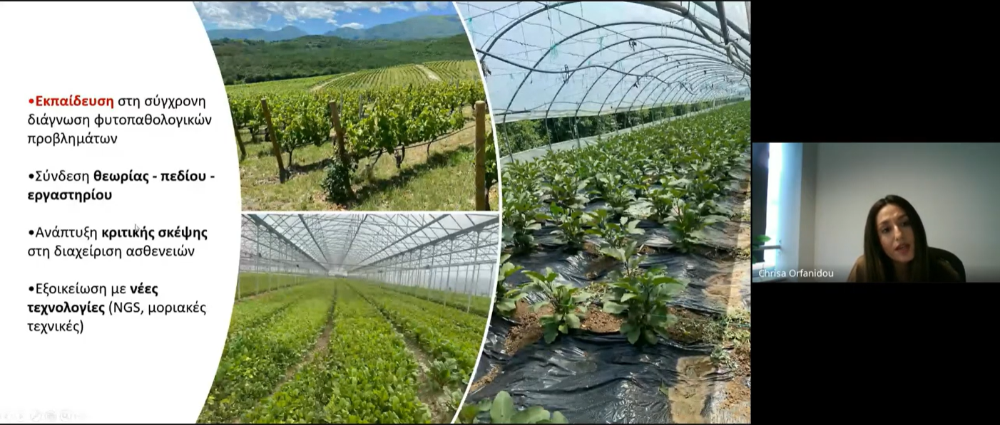 •Εκπαίδευση στη σύγχρονη
διάγνωση φυτοπαθολογικών
προβλημάτων
•Σύνδεση θεωρίας - πεδίου -
εργαστηρίου
•Ανάπτυξη κριτικής σκέψης
στη διαχείριση ασθενειών
•Εξοικείωση με νέες
τεχνολογίες (NGS, μοριακές
τεχνικές)
Chrisa Orfanidou